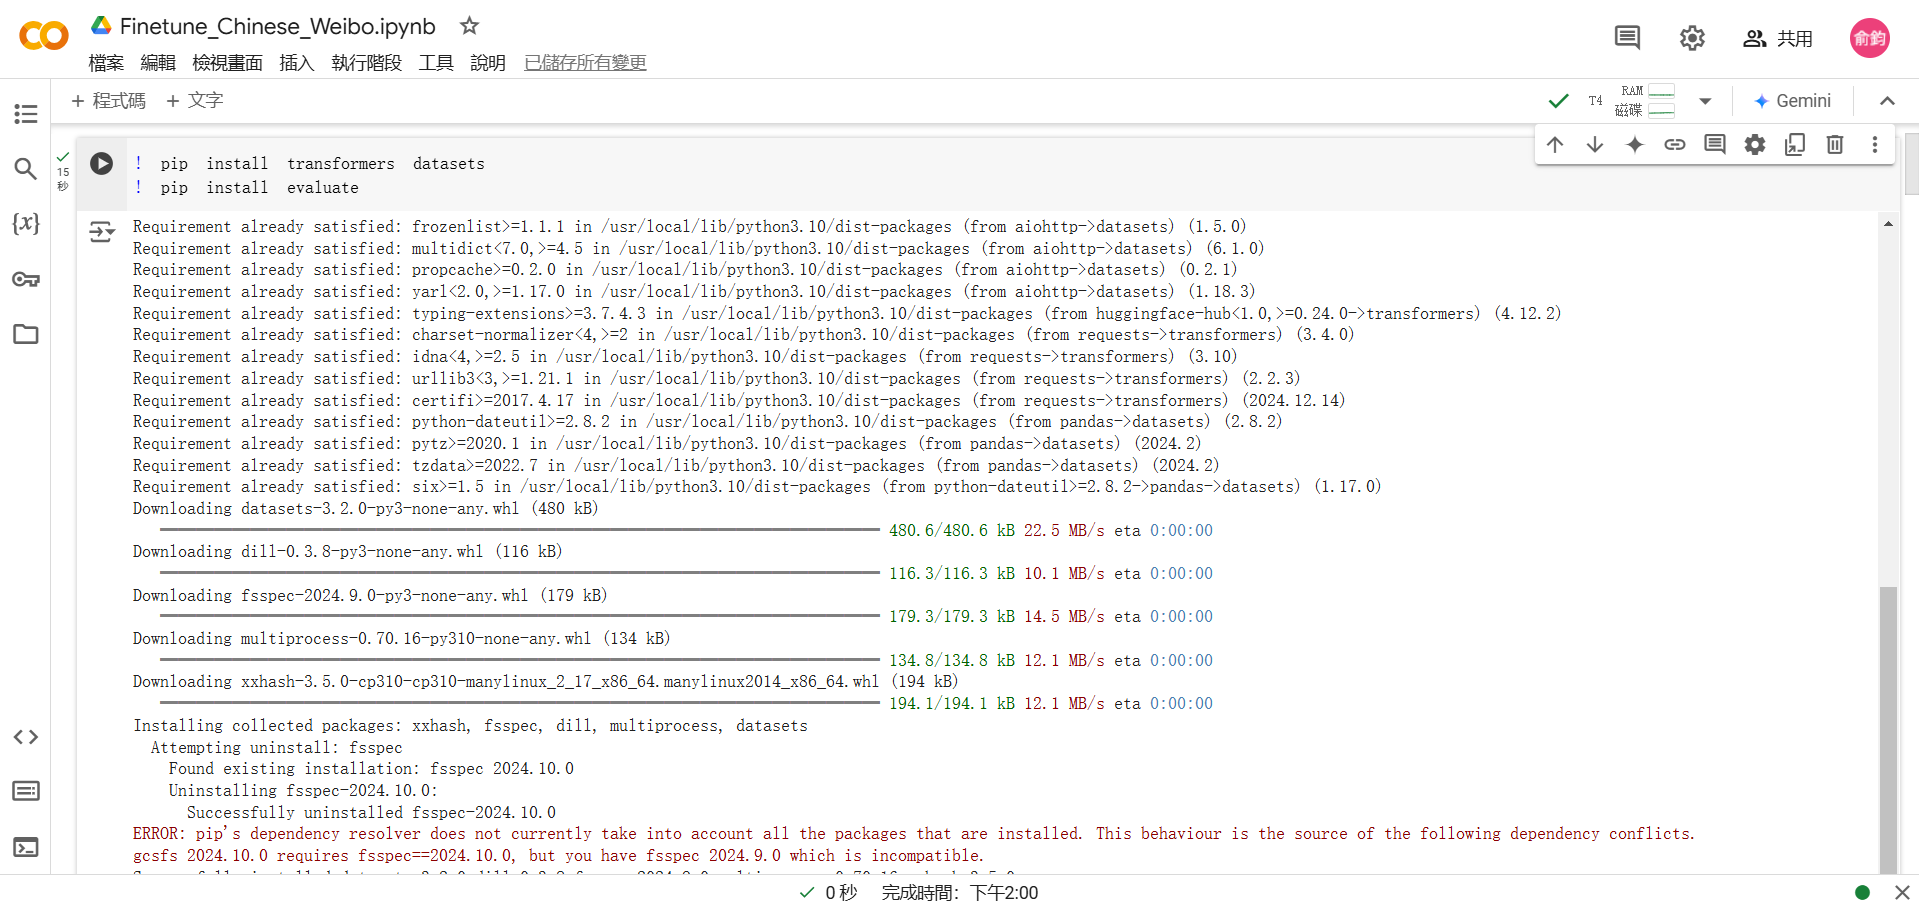 Finetune_Chinese_Weibo.ipynb
檔案 編輯 檢視畫面 插入 執行階段 工具 說明 已儲存所有變更
共用
俞鈞
+ 程式碼 + 文字
T4 RAM 磁碟
Gemini
15 秒
! pip install transformers datasets
! pip install evaluate
Requirement already satisfied: frozenlist>=1.1.1 in /usr/local/lib/python3.10/dist-packages (from aiohttp->datasets) (1.5.0)
Requirement already satisfied: multidict<7.0,>=4.5 in /usr/local/lib/python3.10/dist-packages (from aiohttp->datasets) (6.1.0)
Requirement already satisfied: propcache>=0.2.0 in /usr/local/lib/python3.10/dist-packages (from aiohttp->datasets) (0.2.1)
Requirement already satisfied: yarl<2.0,>=1.17.0 in /usr/local/lib/python3.10/dist-packages (from aiohttp->datasets) (1.18.3)
Requirement already satisfied: typing-extensions>=3.7.4.3 in /usr/local/lib/python3.10/dist-packages (from huggingface-hub<1.0,>=0.24.0->transformers) (4.12.2)
Requirement already satisfied: charset-normalizer<4,>=2 in /usr/local/lib/python3.10/dist-packages (from requests->transformers) (3.4.0)
Requirement already satisfied: idna<4,>=2.5 in /usr/local/lib/python3.10/dist-packages (from requests->transformers) (3.10)
Requirement already satisfied: urllib3<3,>=1.21.1 in /usr/local/lib/python3.10/dist-packages (from requests->transformers) (2.2.3)
Requirement already satisfied: certifi>=2017.4.17 in /usr/local/lib/python3.10/dist-packages (from requests->transformers) (2024.12.14)
Requirement already satisfied: python-dateutil>=2.8.2 in /usr/local/lib/python3.10/dist-packages (from pandas->datasets) (2.8.2)
Requirement already satisfied: pytz>=2020.1 in /usr/local/lib/python3.10/dist-packages (from pandas->datasets) (2024.2)
Requirement already satisfied: tzdata>=2022.7 in /usr/local/lib/python3.10/dist-packages (from pandas->datasets) (2024.2)
Requirement already satisfied: six>=1.5 in /usr/local/lib/python3.10/dist-packages (from python-dateutil>=2.8.2->pandas->datasets) (1.17.0)
Downloading datasets-3.2.0-py3-none-any.whl (480 kB)
480.6/480.6 kB 22.5 MB/s eta 0:00:00
Downloading dill-0.3.8-py3-none-any.whl (116 kB)
116.3/116.3 kB 10.1 MB/s eta 0:00:00
Downloading fsspec-2024.9.0-py3-none-any.whl (179 kB)
179.3/179.3 kB 14.5 MB/s eta 0:00:00
Downloading multiprocess-0.70.16-py310-none-any.whl (134 kB)
134.8/134.8 kB 12.1 MB/s eta 0:00:00
Downloading xxhash-3.5.0-cp310-cp310-manylinux_2_17_x86_64.manylinux2014_x86_64.whl (194 kB)
194.1/194.1 kB 12.1 MB/s eta 0:00:00
Installing collected packages: xxhash, fsspec, dill, multiprocess, datasets
Attempting uninstall: fsspec
Found existing installation: fsspec 2024.10.0
Uninstalling fsspec-2024.10.0:
Successfully uninstalled fsspec-2024.10.0
ERROR: pip's dependency resolver does not currently take into account all the packages that are installed. This behaviour is the source of the following dependency conflicts.
gcsfs 2024.10.0 requires fsspec==2024.10.0, but you have fsspec 2024.9.0 which is incompatible.
0 秒 完成時間: 下午2:00